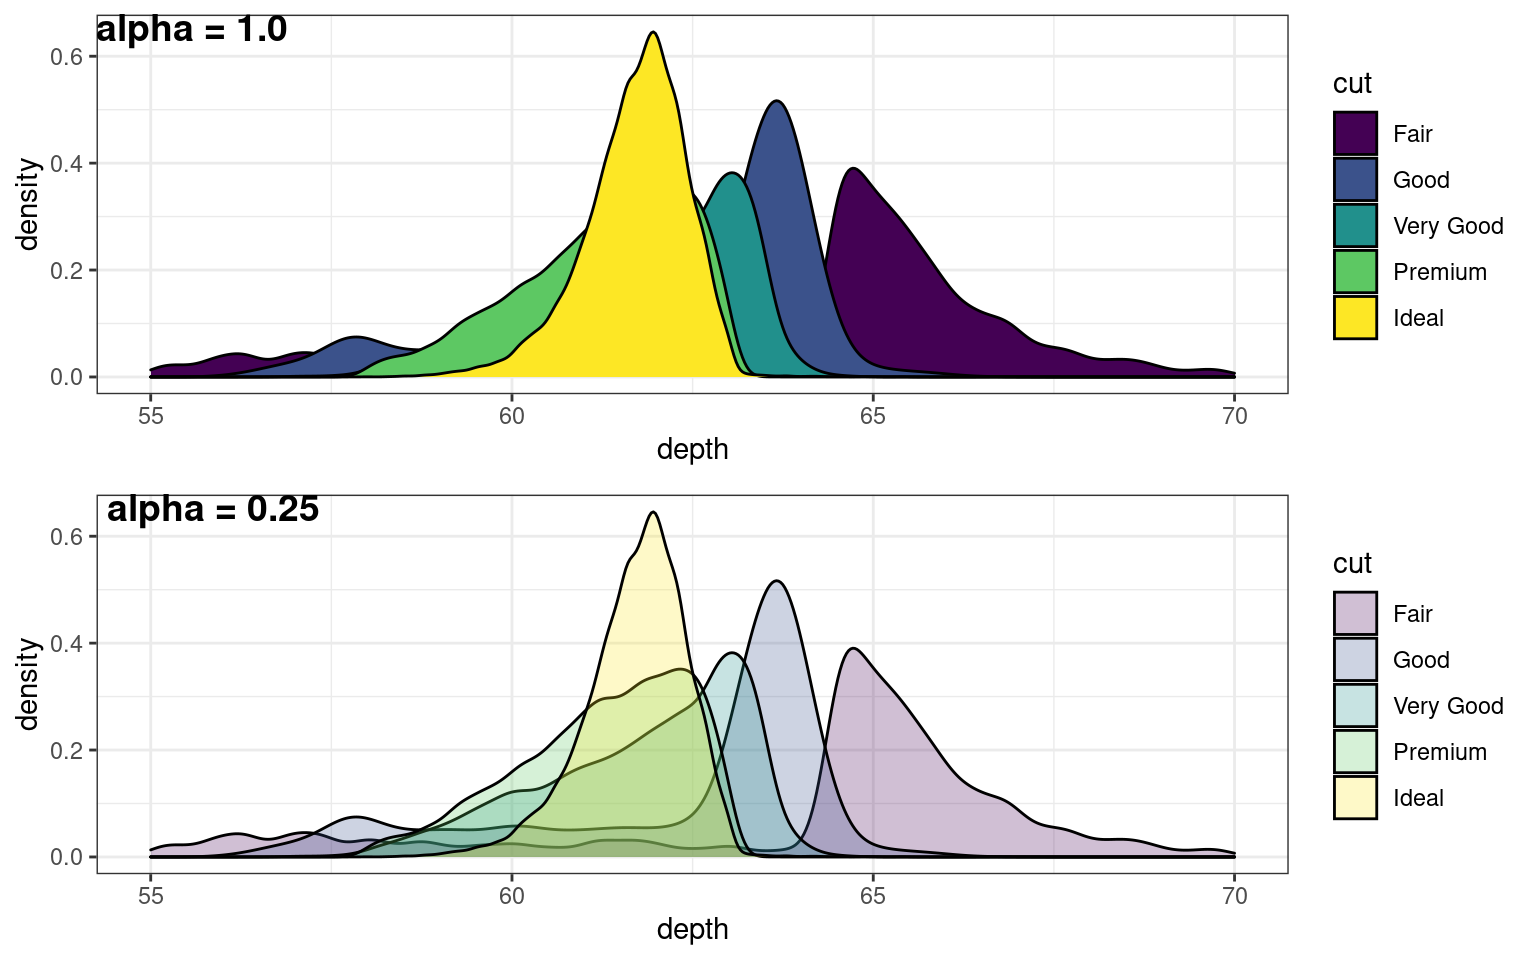 alpha = 1.0
density
0.6
0.4
0.2
0.0
55 60 65 70
depth
cut
Fair
Good
Very Good
Premium
Ideal
alpha = 0.25
density
0.6
0.4
0.2
0.0
55 60 65 70
depth
cut
Fair
Good
Very Good
Premium
Ideal